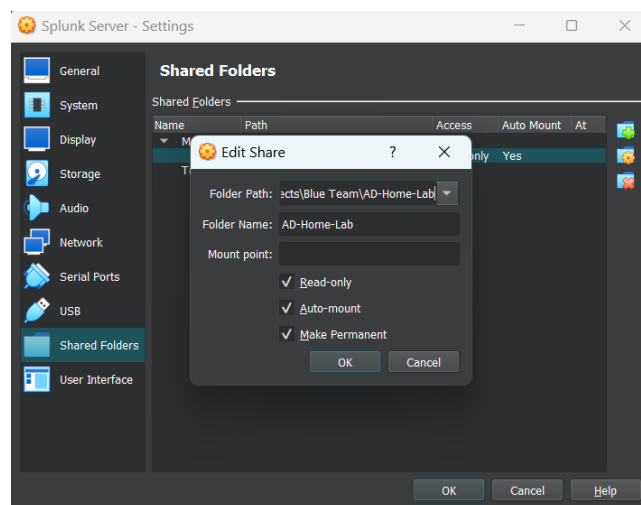 Splunk Server - Settings
General
System
Display
Storage
Audio
Network
Serial Ports
USB
Shared Folders
User Interface
Shared Folders
Shared Folders
Name Path Access Auto Mount At
Yes
Edit Share ? X
Folder Path: ects\Blue Team\AD-Home-Lab
Folder Name: AD-Home-Lab
Mount point:
Read-only
Auto-mount
Make Permanent
OK Cancel
OK Cancel Help